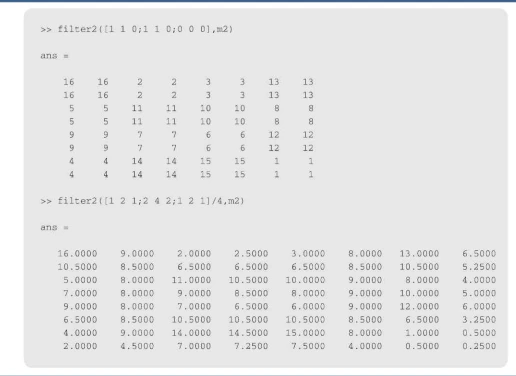 >> filter2([1 1 0;1 1 0;0 0 0],m2)
ans =
16 16 2 2 3 3 13 13
16 16 2 2 3 3 13 13
5 5 11 11 10 10 8 8
5 5 11 11 10 10 8 8
9 9 7 7 6 6 12 12
9 9 7 7 6 6 12 12
4 4 14 14 15 15 1 1
4 4 14 14 15 15 1 1
>> filter2([1 2 1;2 4 2;1 2 1]/4,m2)
ans =
16.0000 9.0000 2.0000 2.5000 3.0000 8.0000 13.0000 6.5000
10.5000 8.5000 6.5000 6.5000 6.5000 8.5000 10.5000 5.2500
5.0000 8.0000 11.0000 10.5000 10.0000 9.0000 8.0000 4.0000
7.0000 8.0000 9.0000 8.5000 8.0000 9.0000 10.0000 5.0000
9.0000 8.0000 7.0000 6.5000 6.0000 9.0000 12.0000 6.0000
6.5000 8.5000 10.5000 10.5000 10.5000 8.5000 6.5000 3.2500
4.0000 9.0000 14.0000 14.5000 15.0000 8.0000 1.0000 0.5000
2.0000 4.5000 7.0000 7.2500 7.5000 4.0000 0.5000 0.2500